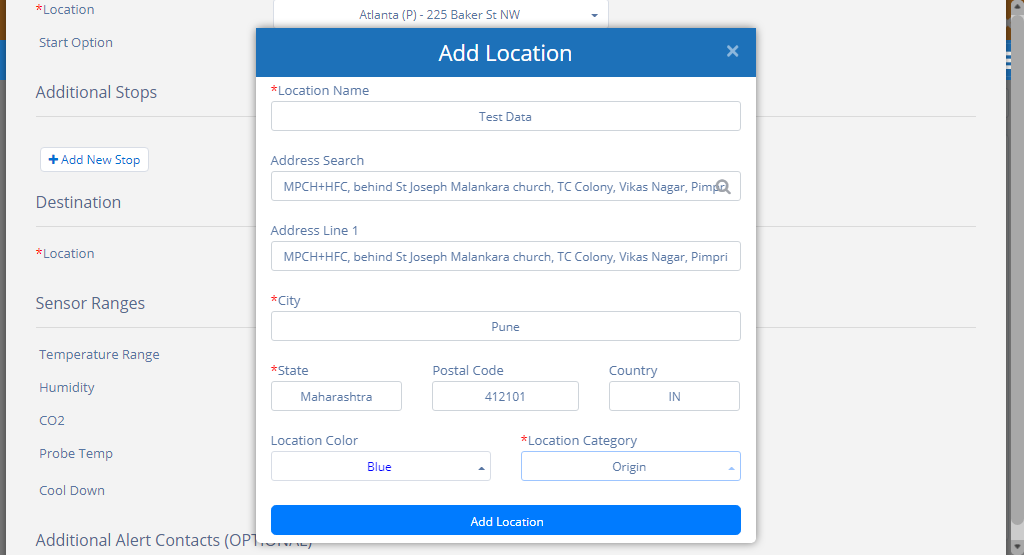 *Location
Atlanta (P) - 225 Baker St NW
Start Option
Additional Stops
Add New Stop
Destination
*Location
Sensor Ranges
Temperature Range
Humidity
CO2
Probe Temp
Cool Down
Additional Alert Contacts (OPTIONAL)
Add Location
*Location Name
Test Data
Address Search
MPCH+HFC, behind St Joseph Malankara church, TC Colony, Vikas Nagar, Pimpri
Address Line 1
MPCH+HFC, behind St Joseph Malankara church, TC Colony, Vikas Nagar, Pimpri
*City
Pune
*State
Postal Code
Country
Maharashtra
412101
IN
Location Color
*Location Category
Blue
Origin
Add Location